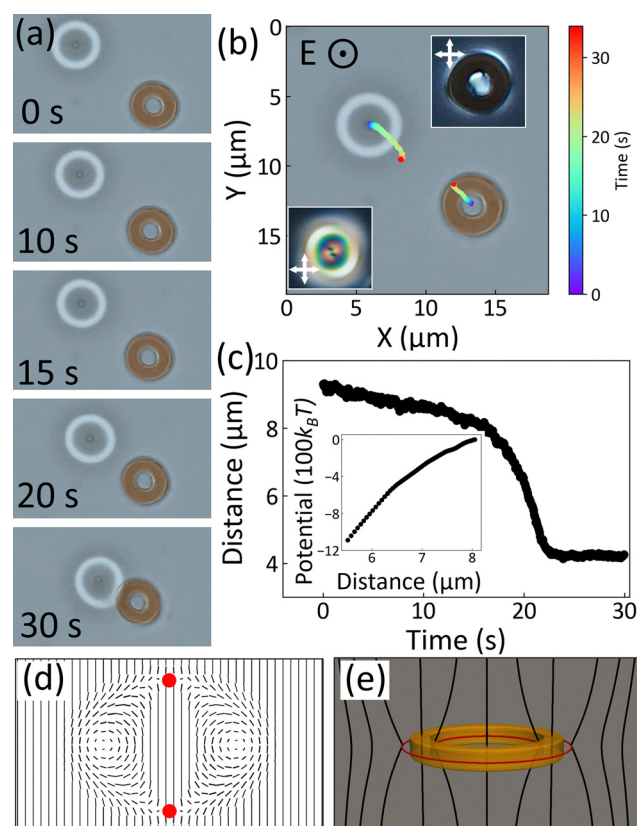 (a)
0 s
10 s
15 s
20 s
30 s
(b)
E
0
5
10
15
Y (μm)
0
5
10
15
X (μm)
30
20
10
0
Time (s)
(c)
10
8
6
4
Distance (μm)
0
10
20
30
Time (s)
0
−4
−8
−12
Potential (100kBT)
6
7
8
Distance (μm)
(d)
(e)